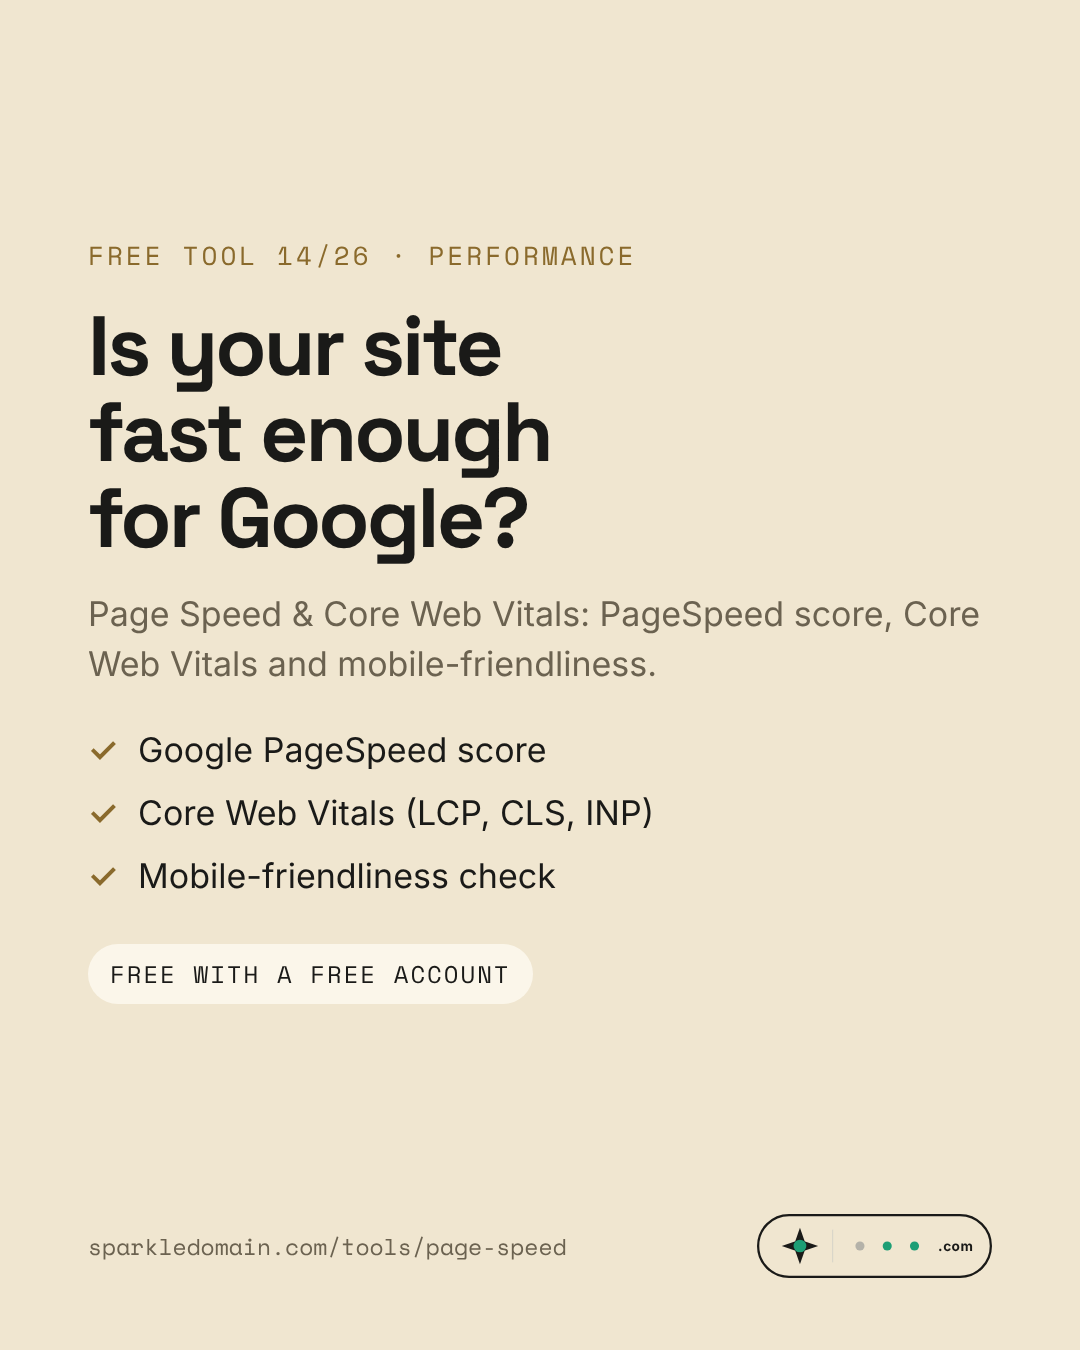 FREE TOOL 14/26 · PERFORMANCE
Is your site
fast enough
for Google?
Page Speed & Core Web Vitals: PageSpeed score, Core
Web Vitals and mobile-friendliness.
Google PageSpeed score
Core Web Vitals (LCP, CLS, INP)
Mobile-friendliness check
FREE WITH A FREE ACCOUNT
sparkledomain.com/tools/page-speed
.com